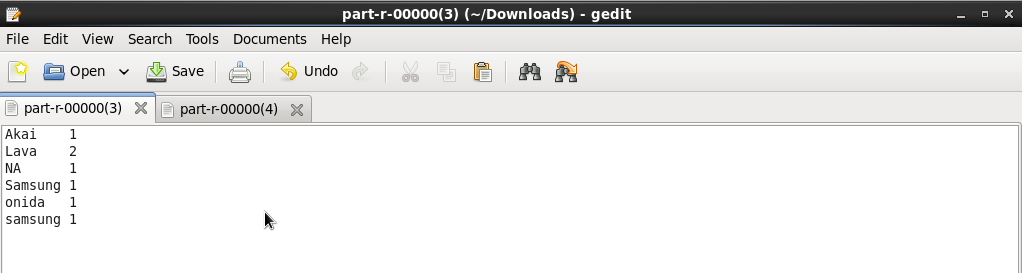 part-r-00000(3) (~/Downloads) - gedit
File Edit View Search Tools Documents Help
Open Save Undo
part-r-00000(3) part-r-00000(4)
Akai 1
Lava 2
NA 1
Samsung 1
onida 1
samsung 1